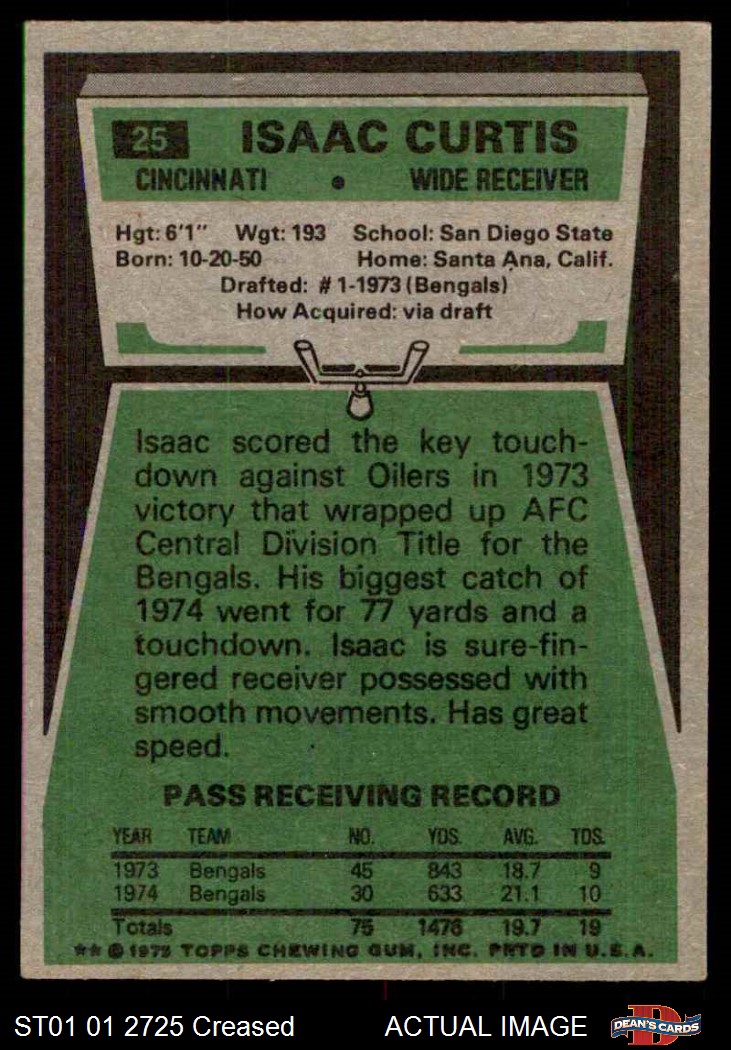 25 ISAAC CURTIS
CINCINNATI • WIDE RECEIVER
Hgt: 6'1" Wgt: 193 School: San Diego State
Born: 10-20-50 Home: Santa Ana, Calif.
Drafted: #1-1973 (Bengals)
How Acquired: via draft
Isaac scored the key touch-
down against Oilers in 1973
victory that wrapped up AFC
Central Division Title for the
Bengals. His biggest catch of
1974 went for 77 yards and a
touchdown. Isaac is sure-fin-
gered receiver possessed with
smooth movements. Has great
speed.
PASS RECEIVING RECORD
YEAR TEAM NO. YDS. AVG. TDS.
1973 Bengals 45 843 18.7 9
1974 Bengals 30 633 21.1 10
Totals 75 1476 19.7 19
** © 1975 TOPPS CHEWING GUM, INC. PRTD IN U.S.A.
ST01 01 2725 Creased ACTUAL IMAGE
D
DEAN'S CARDS